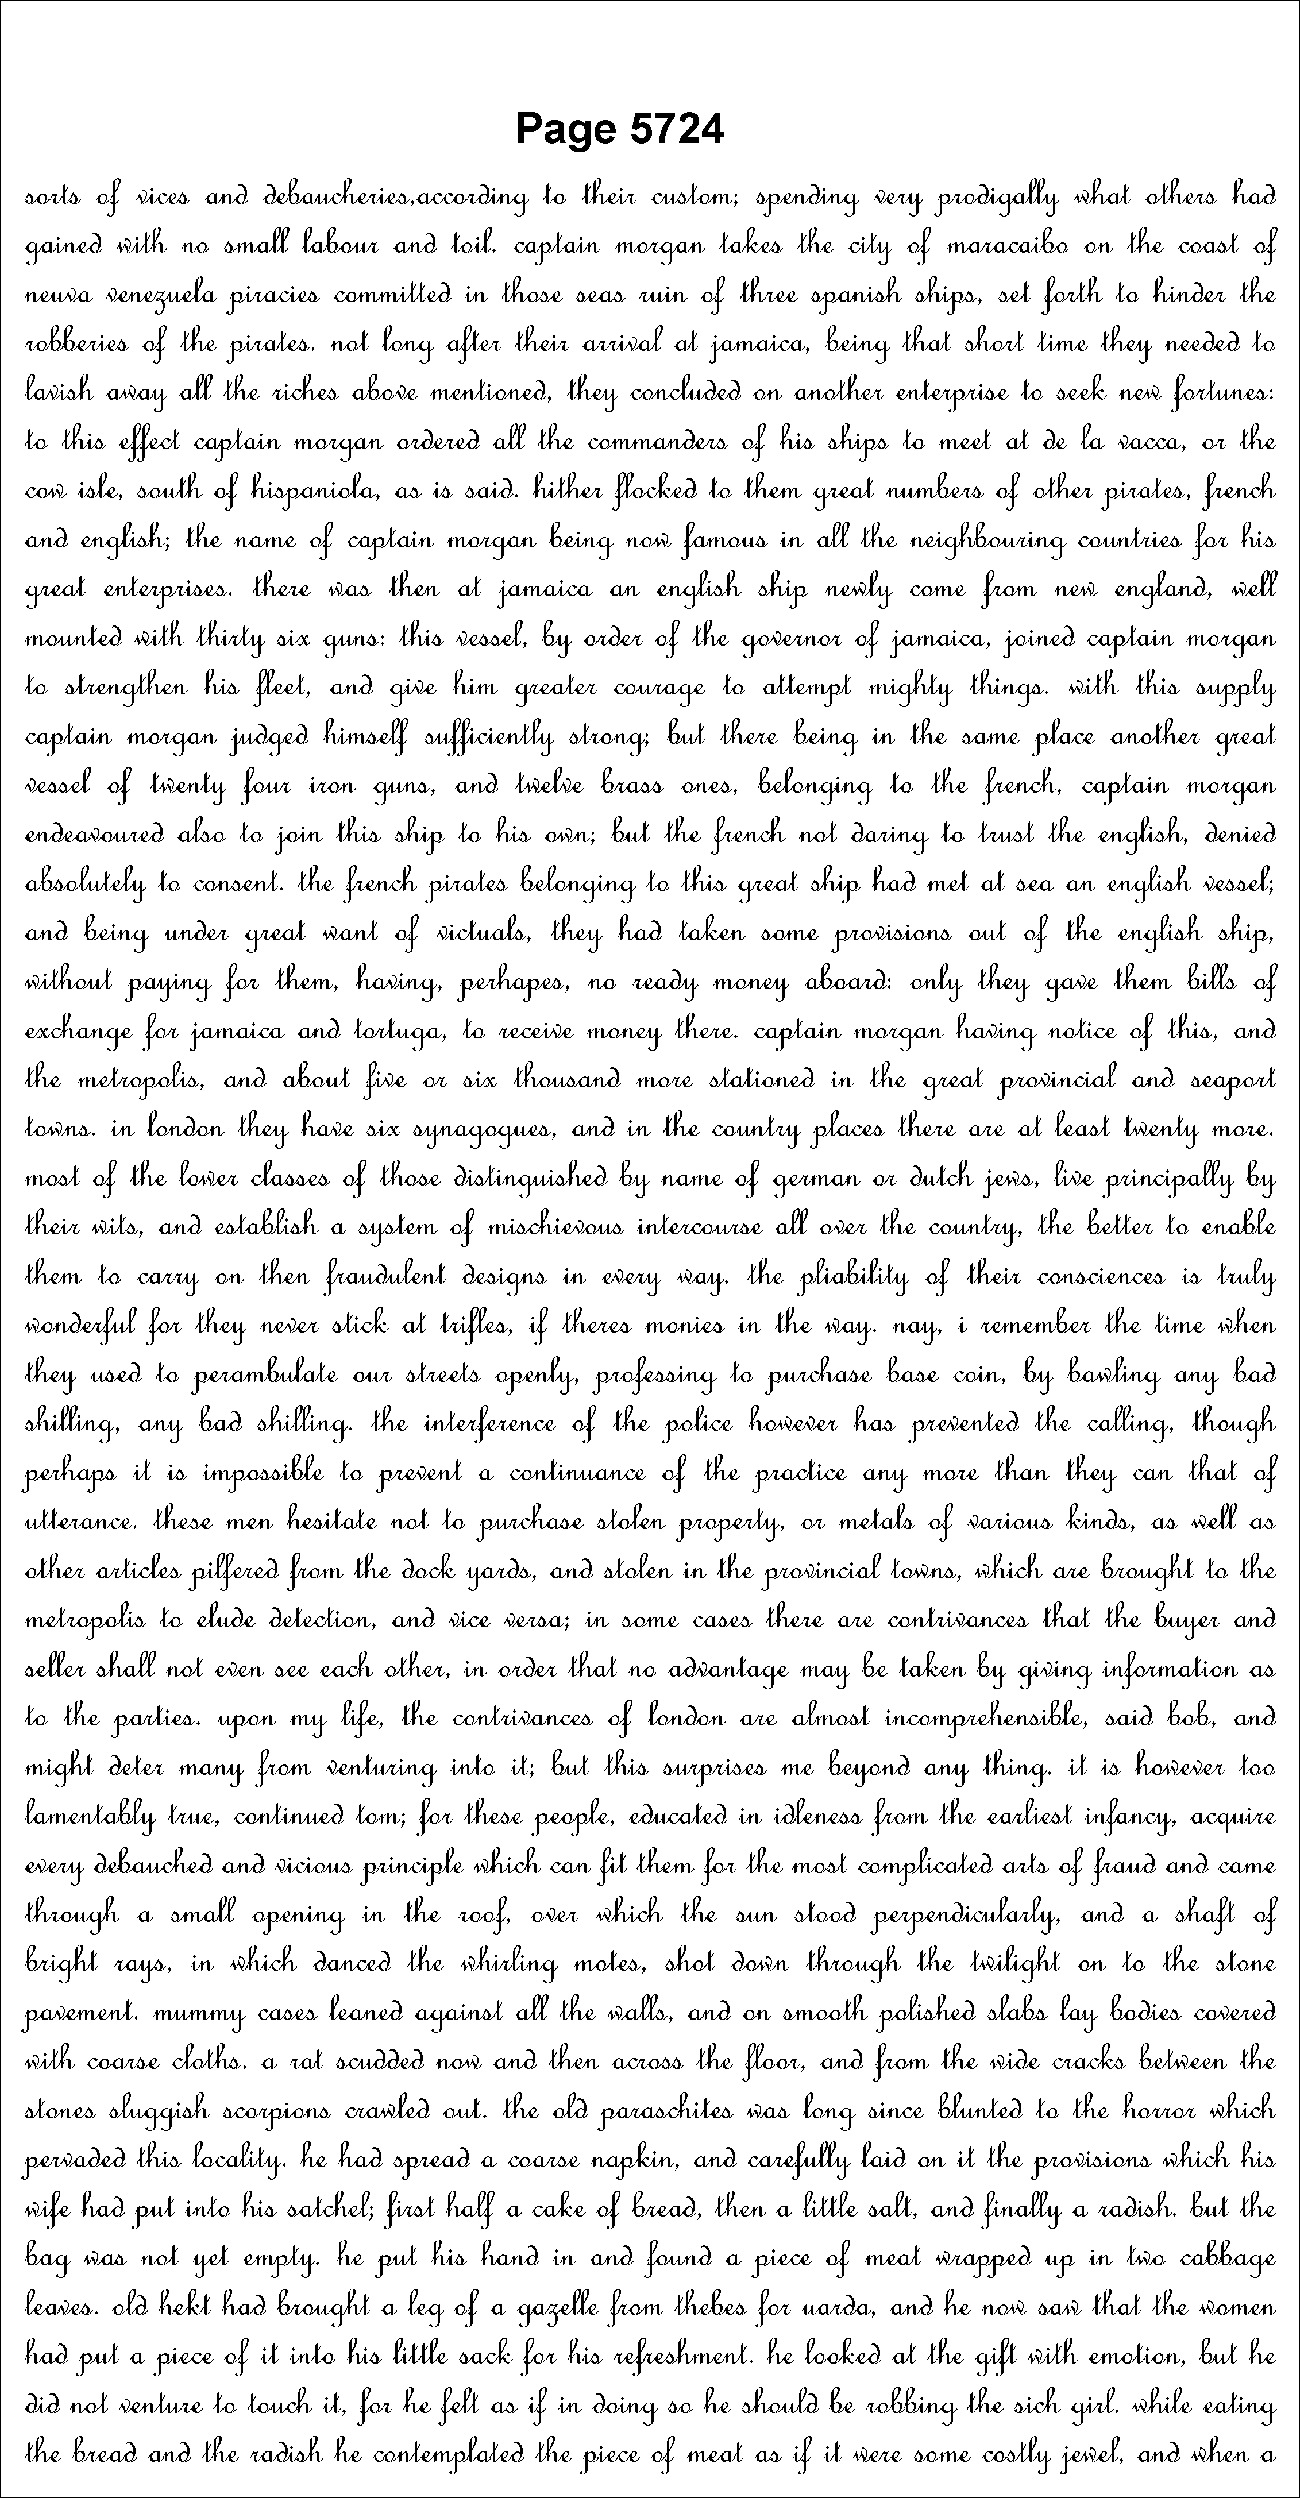 Page 5724
sorts of vices and debaucheries,according to their custom; spending very prodigally what others had
gained with no small labour and toil. captain morgan takes the city of maracaibo on the coast of
neuva venezuela piracies committed in those seas ruin of three spanish ships, set forth to hinder the
robberies of the pirates. not long after their arrival at jamaica, being that short time they needed to
lavish away all the riches above mentioned, they concluded on another enterprise to seek new fortunes:
to this effect captain morgan ordered all the commanders of his ships to meet at de la vacca, or the
cow isle, south of hispaniola, as is said. hither flocked to them great numbers of other pirates, french
and english; the name of captain morgan being now famous in all the neighbouring countries for his
great enterprises. there was then at jamaica an english ship newly come from new england, well
mounted with thirty six guns: this vessel, by order of the governor of jamaica, joined captain morgan
to strengthen his fleet, and give him greater courage to attempt mighty things. with this supply
captain morgan judged himself sufficiently strong; but there being in the same place another great
vessel of twenty four iron guns, and twelve brass ones, belonging to the french, captain morgan
endeavoured also to join this ship to his own; but the french not daring to trust the english, denied
absolutely to consent. the french pirates belonging to this great ship had met at sea an english vessel;
and being under great want of victuals, they had taken some provisions out of the english ship,
without paying for them, having, perhapes, no ready money aboard: only they gave them bills of
exchange for jamaica and tortuga, to receive money there. captain morgan having notice of this, and
the metropolis, and about five or six thousand more stationed in the great provincial and seaport
towns. in london they have six synagogues, and in the country places there are at least twenty more.
most of the lower classes of those distinguished by name of german or dutch jews, live principally by
their wits, and establish a system of mischievous intercourse all over the country, the better to enable
them to carry on then fraudulent designs in every way. the pliability of their consciences is truly
wonderful for they never stick at trifles, if theres monies in the way. nay, i remember the time when
they used to perambulate our streets openly, professing to purchase base coin, by bawling any bad
shilling, any bad shilling. the interference of the police however has prevented the calling, though
perhaps it is impossible to prevent a continuance of the practice any more than they can that of
utterance. these men hesitate not to purchase stolen property, or metals of various kinds, as well as
other articles pilfered from the dock yards, and stolen in the provincial towns, which are brought to the
metropolis to elude detection, and vice versa; in some cases there are contrivances that the buyer and
seller shall not even see each other, in order that no advantage may be taken by giving information as
to the parties. upon my life, the contrivances of london are almost incomprehensible, said bob, and
might deter many from venturing into it; but this surprises me beyond any thing. it is however too
lamentably true, continued tom; for these people, educated in idleness from the earliest infancy, acquire
every debauched and vicious principle which can fit them for the most complicated arts of fraud and came
through a small opening in the roof, over which the sun stood perpendicularly, and a shaft of
bright rays, in which danced the whirling motes, shot down through the twilight on to the stone
pavement. mummy cases leaned against all the walls, and on smooth polished slabs lay bodies covered
with coarse cloths. a rat scudded now and then across the floor, and from the wide cracks between the
stones sluggish scorpions crawled out. the old paraschites was long since blunted to the horror which
pervaded this locality. he had spread a coarse napkin, and carefully laid on it the provisions which his
wife had put into his satchel; first half a cake of bread, then a little salt, and finally a radish. but the
bag was not yet empty. he put his hand in and found a piece of meat wrapped up in two cabbage
leaves. old hekt had brought a leg of a gazelle from thebes for uarda, and he now saw that the women
had put a piece of it into his little sack for his refreshment. he looked at the gift with emotion, but he
did not venture to touch it, for he felt as if in doing so he should be robbing the sich girl. while eating
the bread and the radish he contemplated the piece of meat as if it were some costly jewel, and when a